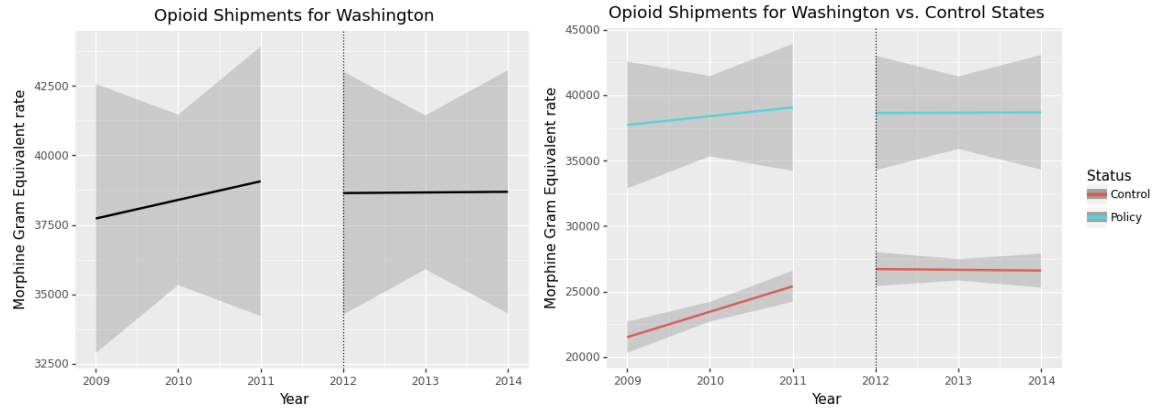 Opioid Shipments for Washington
Morphine Gram Equivalent rate
42500
40000
37500
35000
32500
2009 2010 2011 2012 2013 2014
Year
Opioid Shipments for Washington vs. Control States
Morphine Gram Equivalent rate
45000
40000
35000
30000
25000
20000
2009 2010 2011 2012 2013 2014
Year
Status
Control
Policy